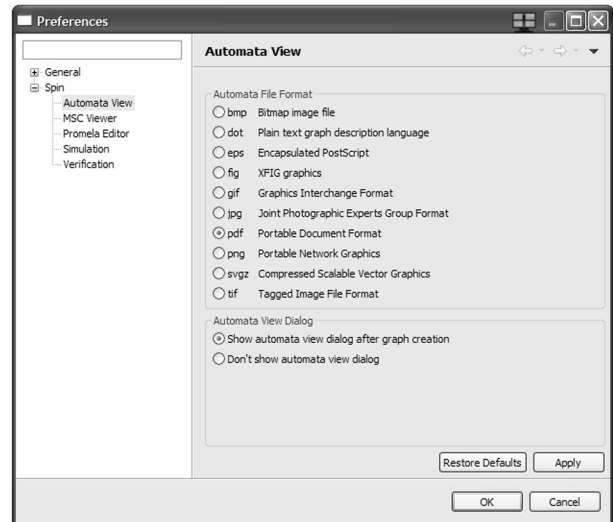 Preferences
Automata View
General
Spin
Automata View
MSC Viewer
Promela Editor
Simulation
Verification
Automata File Format
bmp Bitmap image file
dot Plain text graph description language
eps Encapsulated PostScript
fig XFIG graphics
gif Graphics Interchange Format
jpg Joint Photographic Experts Group Format
pdf Portable Document Format
png Portable Network Graphics
svgz Compressed Scalable Vector Graphics
tif Tagged Image File Format
Automata View Dialog
Show automata view dialog after graph creation
Don't show automata view dialog
Restore Defaults Apply
OK Cancel